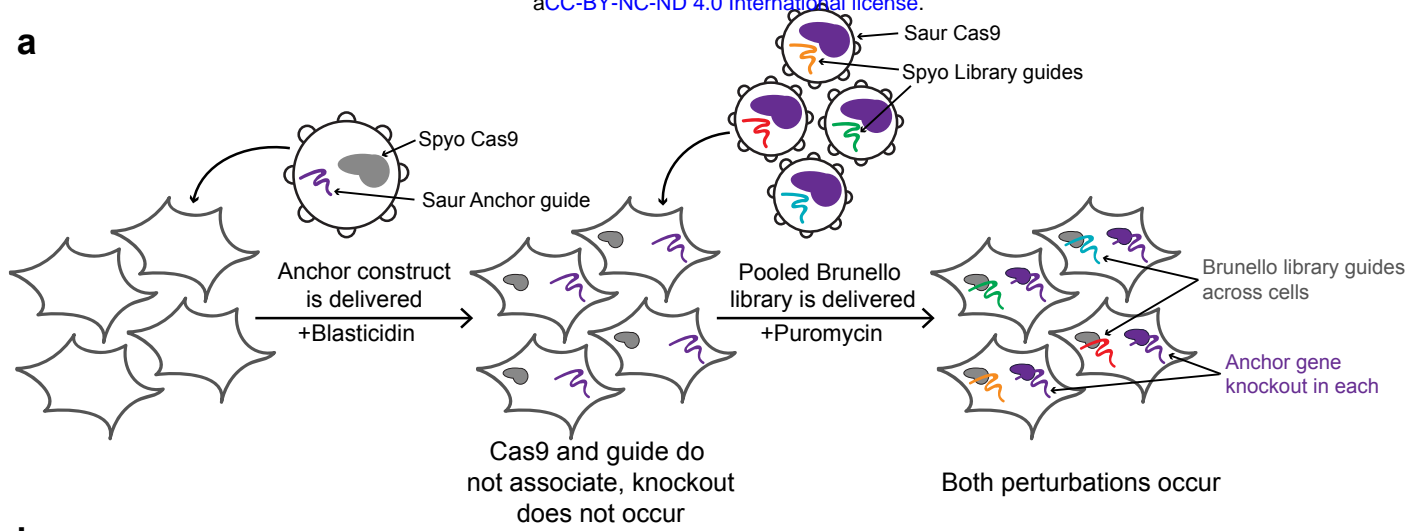 aCC-BY-NC-ND 4.0 International license.
a
Saur Cas9
Spyo Library guides
Spyo Cas9
Saur Anchor guide
Anchor construct
is delivered
+Blasticidin
Pooled Brunello
library is delivered
+Puromycin
Brunello library guides
across cells
Anchor gene
knockout in each
Cas9 and guide do
not associate, knockout
does not occur
Both perturbations occur